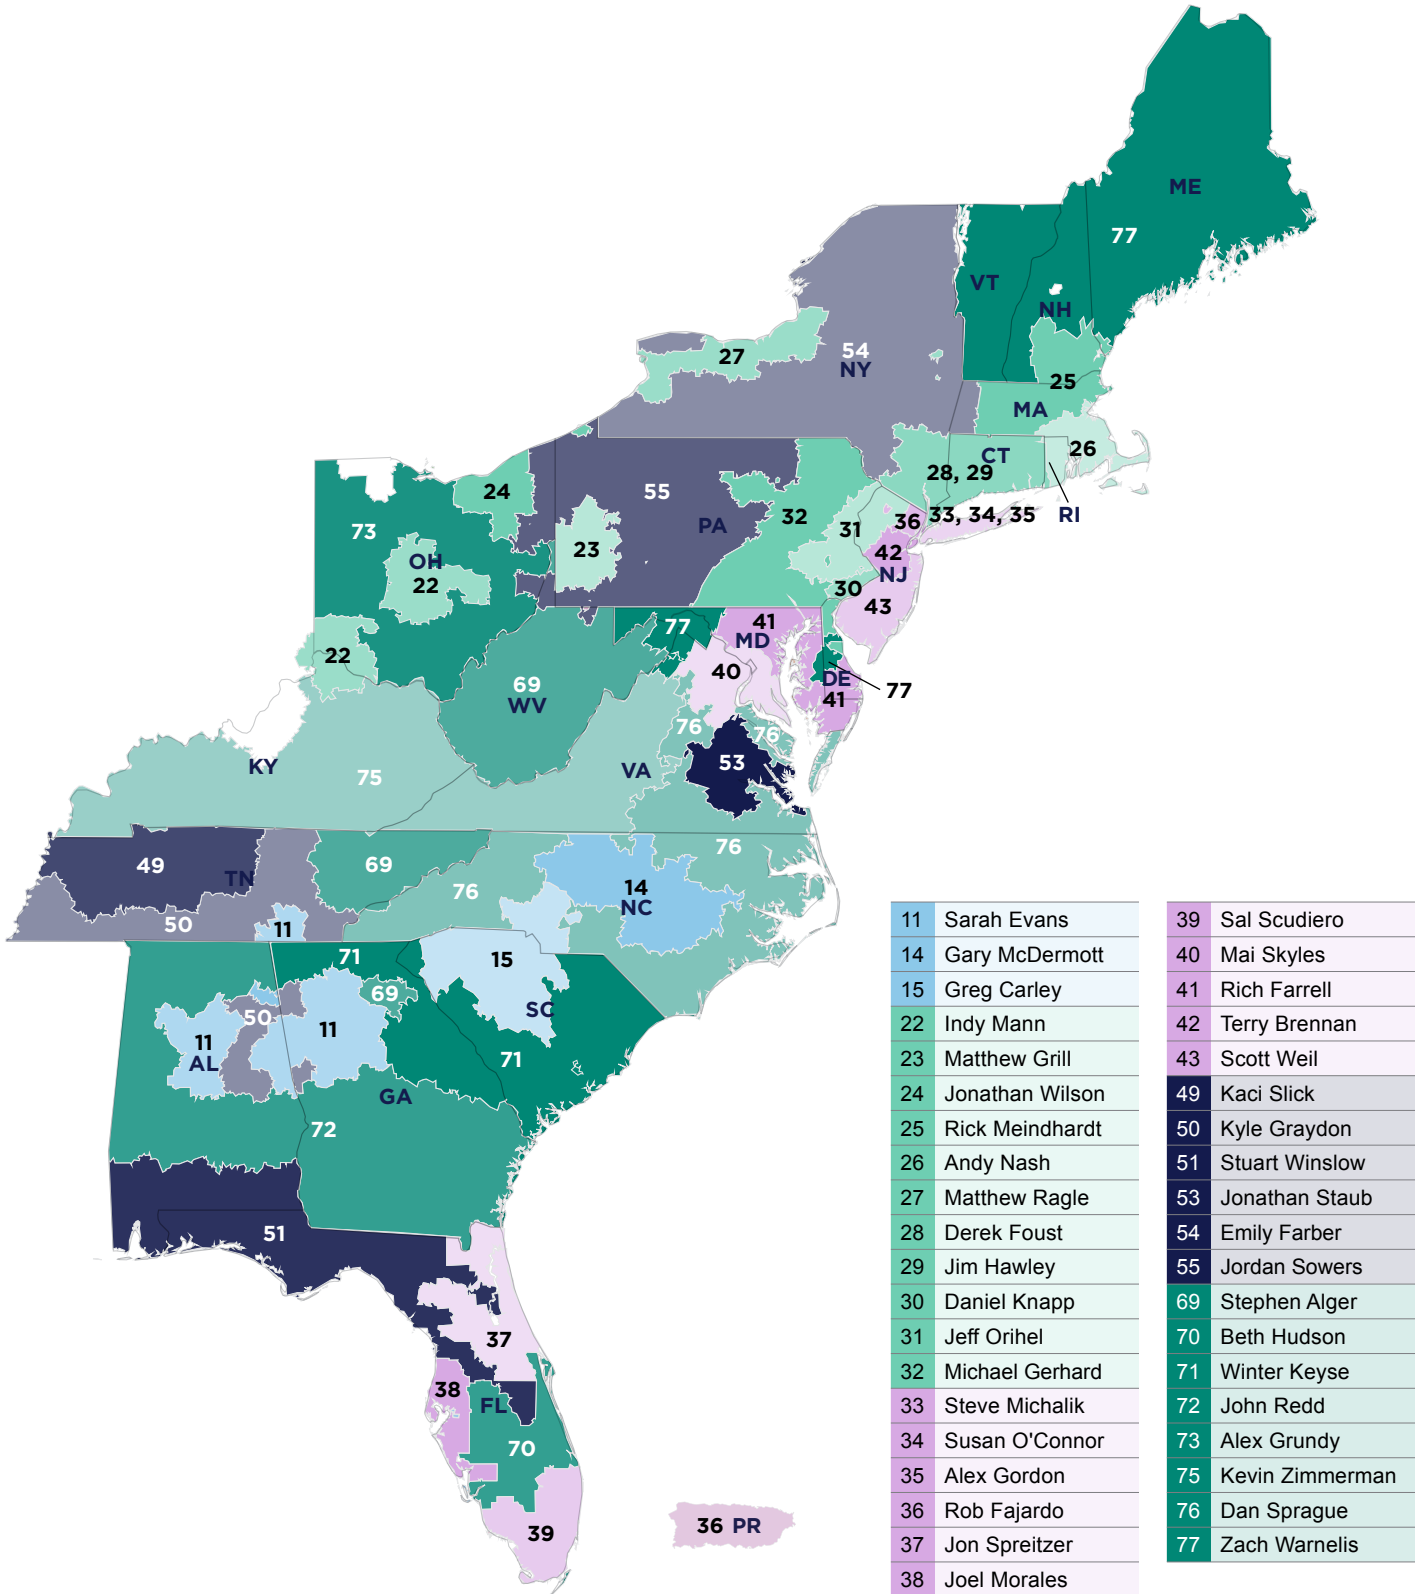 ME
77
VT
NH
27
54
NY
25
MA
26
CT
28, 29
24
55
32
73
PA
36
33, 34, 35
RI
31
23
42
OH
22
NJ
30
43
77
41
MD
22
40
69
WV
DE
77
41
76
76
53
KY
75
VA
49
69
76
TN
76
14
NC
50
11
71
15
69
50
11
SC
11
AL
71
GA
72
51
37
38
FL
70
39
36 PR
11 Sarah Evans
14 Gary McDermott
15 Greg Carley
22 Indy Mann
23 Matthew Grill
24 Jonathan Wilson
25 Rick Meindhardt
26 Andy Nash
27 Matthew Ragle
28 Derek Foust
29 Jim Hawley
30 Daniel Knapp
31 Jeff Orihel
32 Michael Gerhard
33 Steve Michalik
34 Susan O'Connor
35 Alex Gordon
36 Rob Fajardo
37 Jon Spreitzer
38 Joel Morales
39 Sal Scudiero
40 Mai Skyles
41 Rich Farrell
42 Terry Brennan
43 Scott Weil
49 Kaci Slick
50 Kyle Graydon
51 Stuart Winslow
53 Jonathan Staub
54 Emily Farber
55 Jordan Sowers
69 Stephen Alger
70 Beth Hudson
71 Winter Keyse
72 John Redd
73 Alex Grundy
75 Kevin Zimmerman
76 Dan Sprague
77 Zach Warnelis